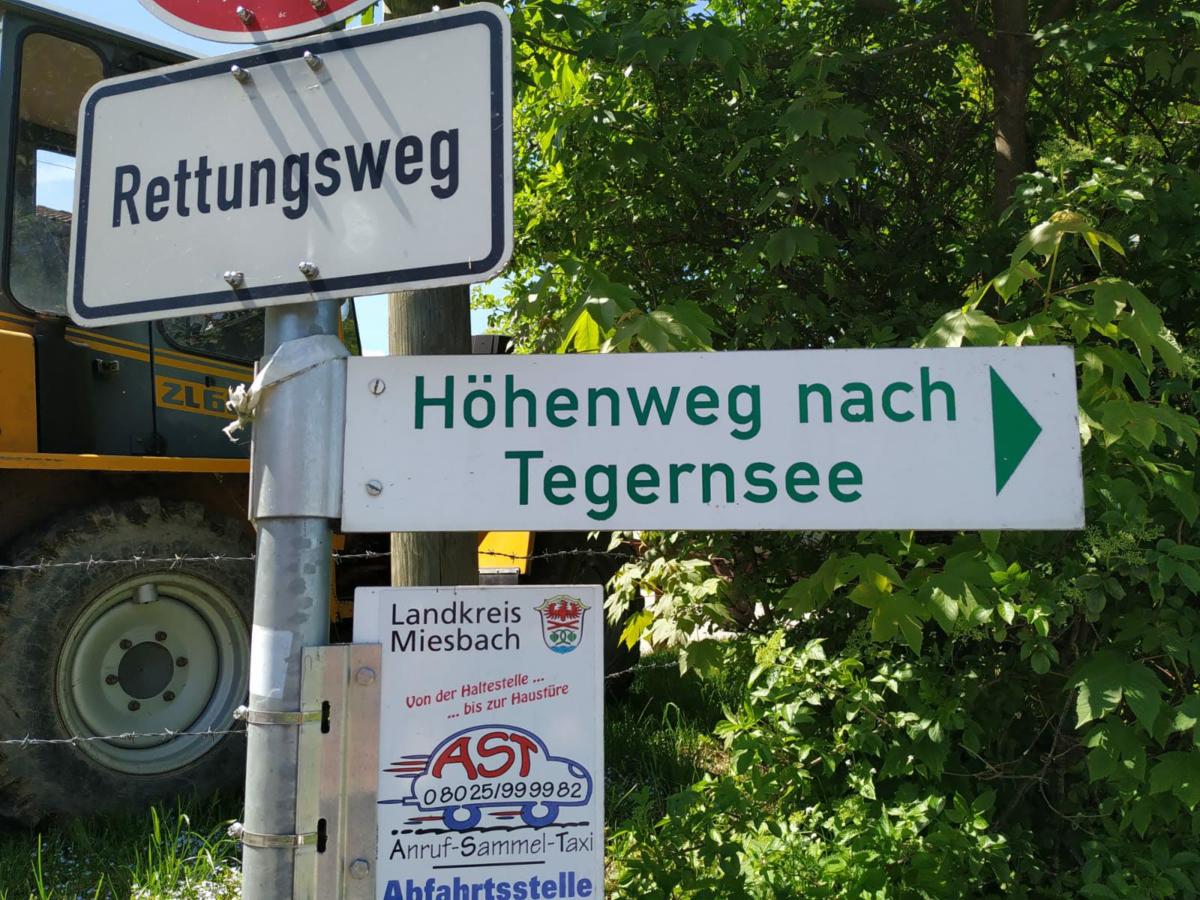 Rettungsweg
ZL6
Höhenweg nach
Tegernsee
Landkreis
Miesbach
Von der Haltestelle ...
... bis zur Haustüre
AST
08025/999982
Anruf-Sammel-Taxi
Abfahrtsstelle